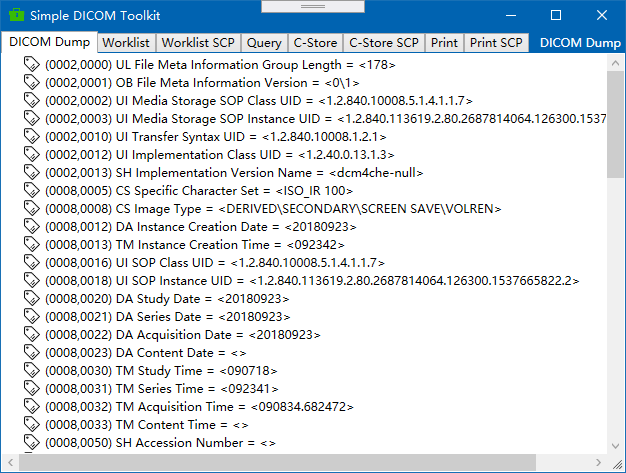 Simple DICOM Toolkit
DICOM Dump Worklist Worklist SCP Query C-Store C-Store SCP Print Print SCP DICOM Dump
(0002,0000) UL File Meta Information Group Length = <178>
(0002,0001) OB File Meta Information Version = <0\1>
(0002,0002) UI Media Storage SOP Class UID = <1.2.840.10008.5.1.4.1.1.7>
(0002,0003) UI Media Storage SOP Instance UID = <1.2.840.113619.2.80.2687814064.126300.1537
(0002,0010) UI Transfer Syntax UID = <1.2.840.10008.1.2.1>
(0002,0012) UI Implementation Class UID = <1.2.40.0.13.1.3>
(0002,0013) SH Implementation Version Name = <dcm4che-null>
(0008,0005) CS Specific Character Set = <ISO_IR 100>
(0008,0008) CS Image Type = <DERIVED\SECONDARY\SCREEN SAVE\VOLREN>
(0008,0012) DA Instance Creation Date = <20180923>
(0008,0013) TM Instance Creation Time = <092342>
(0008,0016) UI SOP Class UID = <1.2.840.10008.5.1.4.1.1.7>
(0008,0018) UI SOP Instance UID = <1.2.840.113619.2.80.2687814064.126300.1537665822.2>
(0008,0020) DA Study Date = <20180923>
(0008,0021) DA Series Date = <20180923>
(0008,0022) DA Acquisition Date = <20180923>
(0008,0023) DA Content Date = <>
(0008,0030) TM Study Time = <090718>
(0008,0031) TM Series Time = <092341>
(0008,0032) TM Acquisition Time = <090834.682472>
(0008,0033) TM Content Time = <>
(0008,0050) SH Accession Number = <>